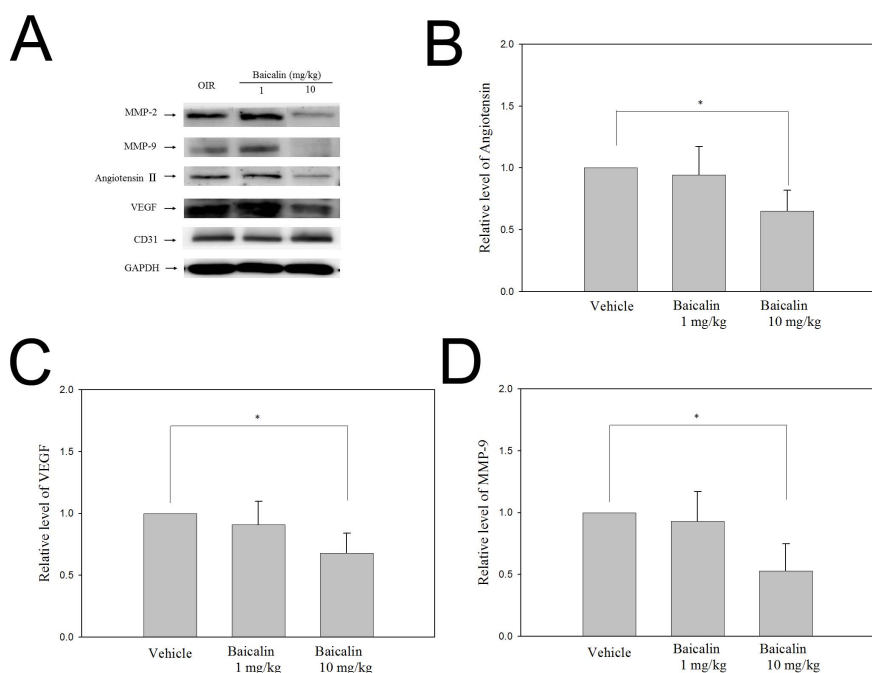 A
OIR
Baicalin (mg/kg)
1 10
MMP-2
MMP-9
Angiotensin II
VEGF
CD31
GAPDH
B
Relative level of Angiotensin
2.0
1.5
1.0
0.5
0.0
*
Vehicle
Baicalin
1 mg/kg
Baicalin
10 mg/kg
C
Relative level of VEGF
2.0
1.5
1.0
0.5
0.0
*
Vehicle
Baicalin
1 mg/kg
Baicalin
10 mg/kg
D
Relative level of MMP-9
2.0
1.5
1.0
0.5
0.0
*
Vehicle
Baicalin
1 mg/kg
Baicalin
10 mg/kg